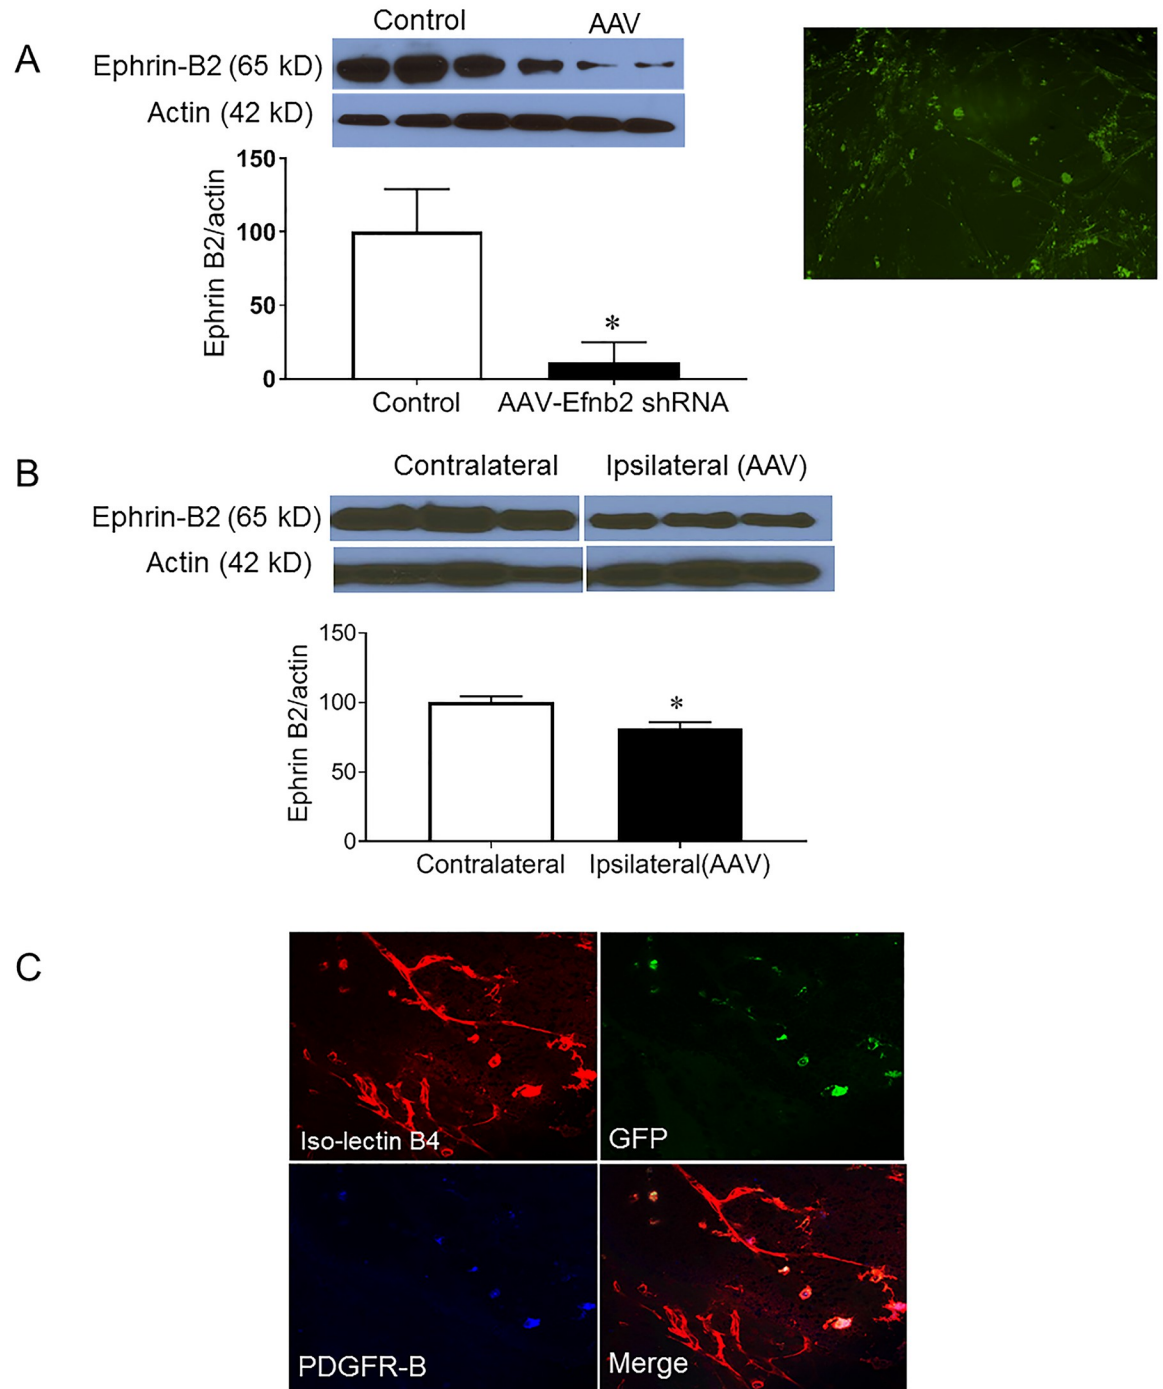 A
Control AAV
Ephrin-B2 (65 kD)
Actin (42 kD)
Ephrin B2/actin
150
100
50
0
*
Control AAV-Efnb2 shRNA
B
Contralateral Ipsilateral (AAV)
Ephrin-B2 (65 kD)
Actin (42 kD)
Ephrin B2/actin
150
100
50
0
*
Contralateral Ipsilateral(AAV)
C
Iso-lectin B4
GFP
PDGFR-B
Merge